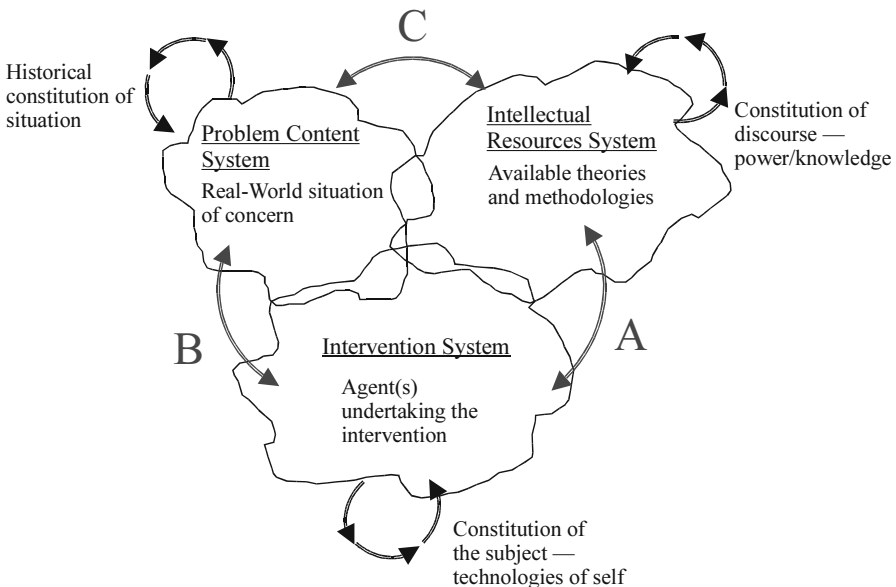 C
Historical
constitution of
situation
Problem Content
System
Real-World situation
of concern
Intellectual
Resources System
Available theories
and methodologies
Constitution of
discourse —
power/knowledge
B
A
Intervention System
Agent(s)
undertaking the
intervention
Constitution of
the subject —
technologies of self